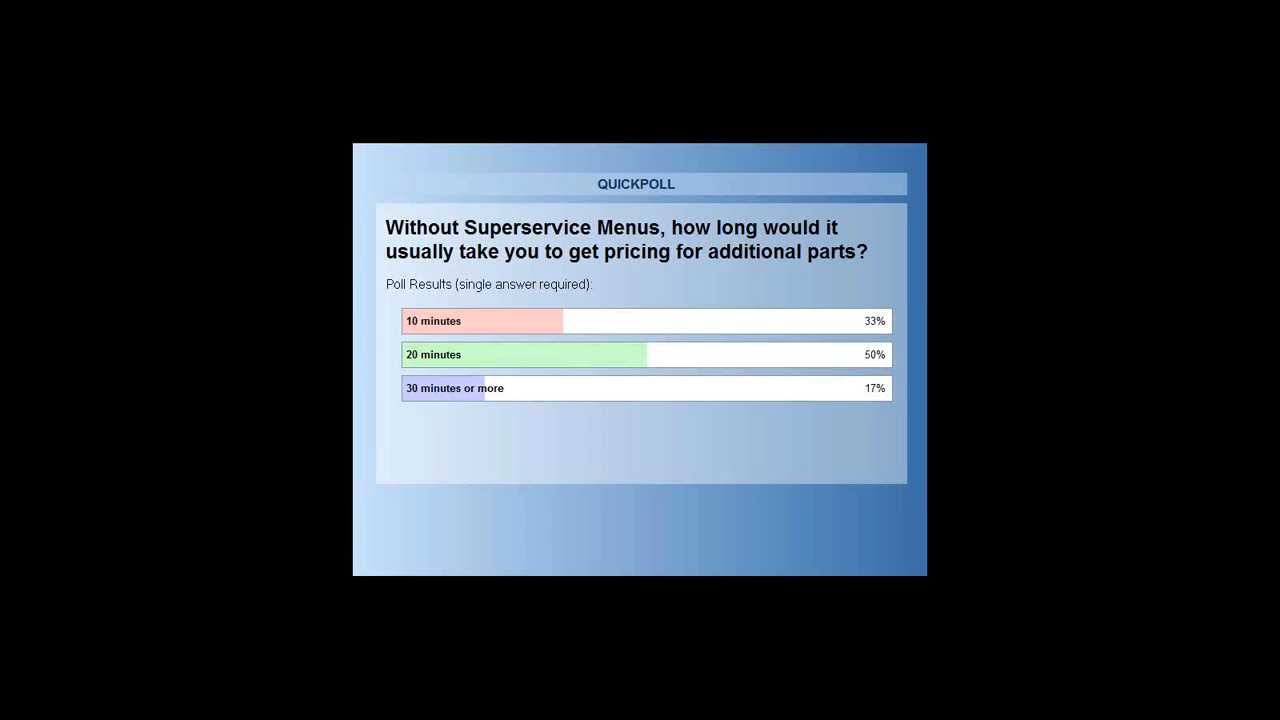 QUICKPOLL
Without Superservice Menus, how long would it
usually take you to get pricing for additional parts?
Poll Results (single answer required):
10 minutes 33%
20 minutes 50%
30 minutes or more 17%